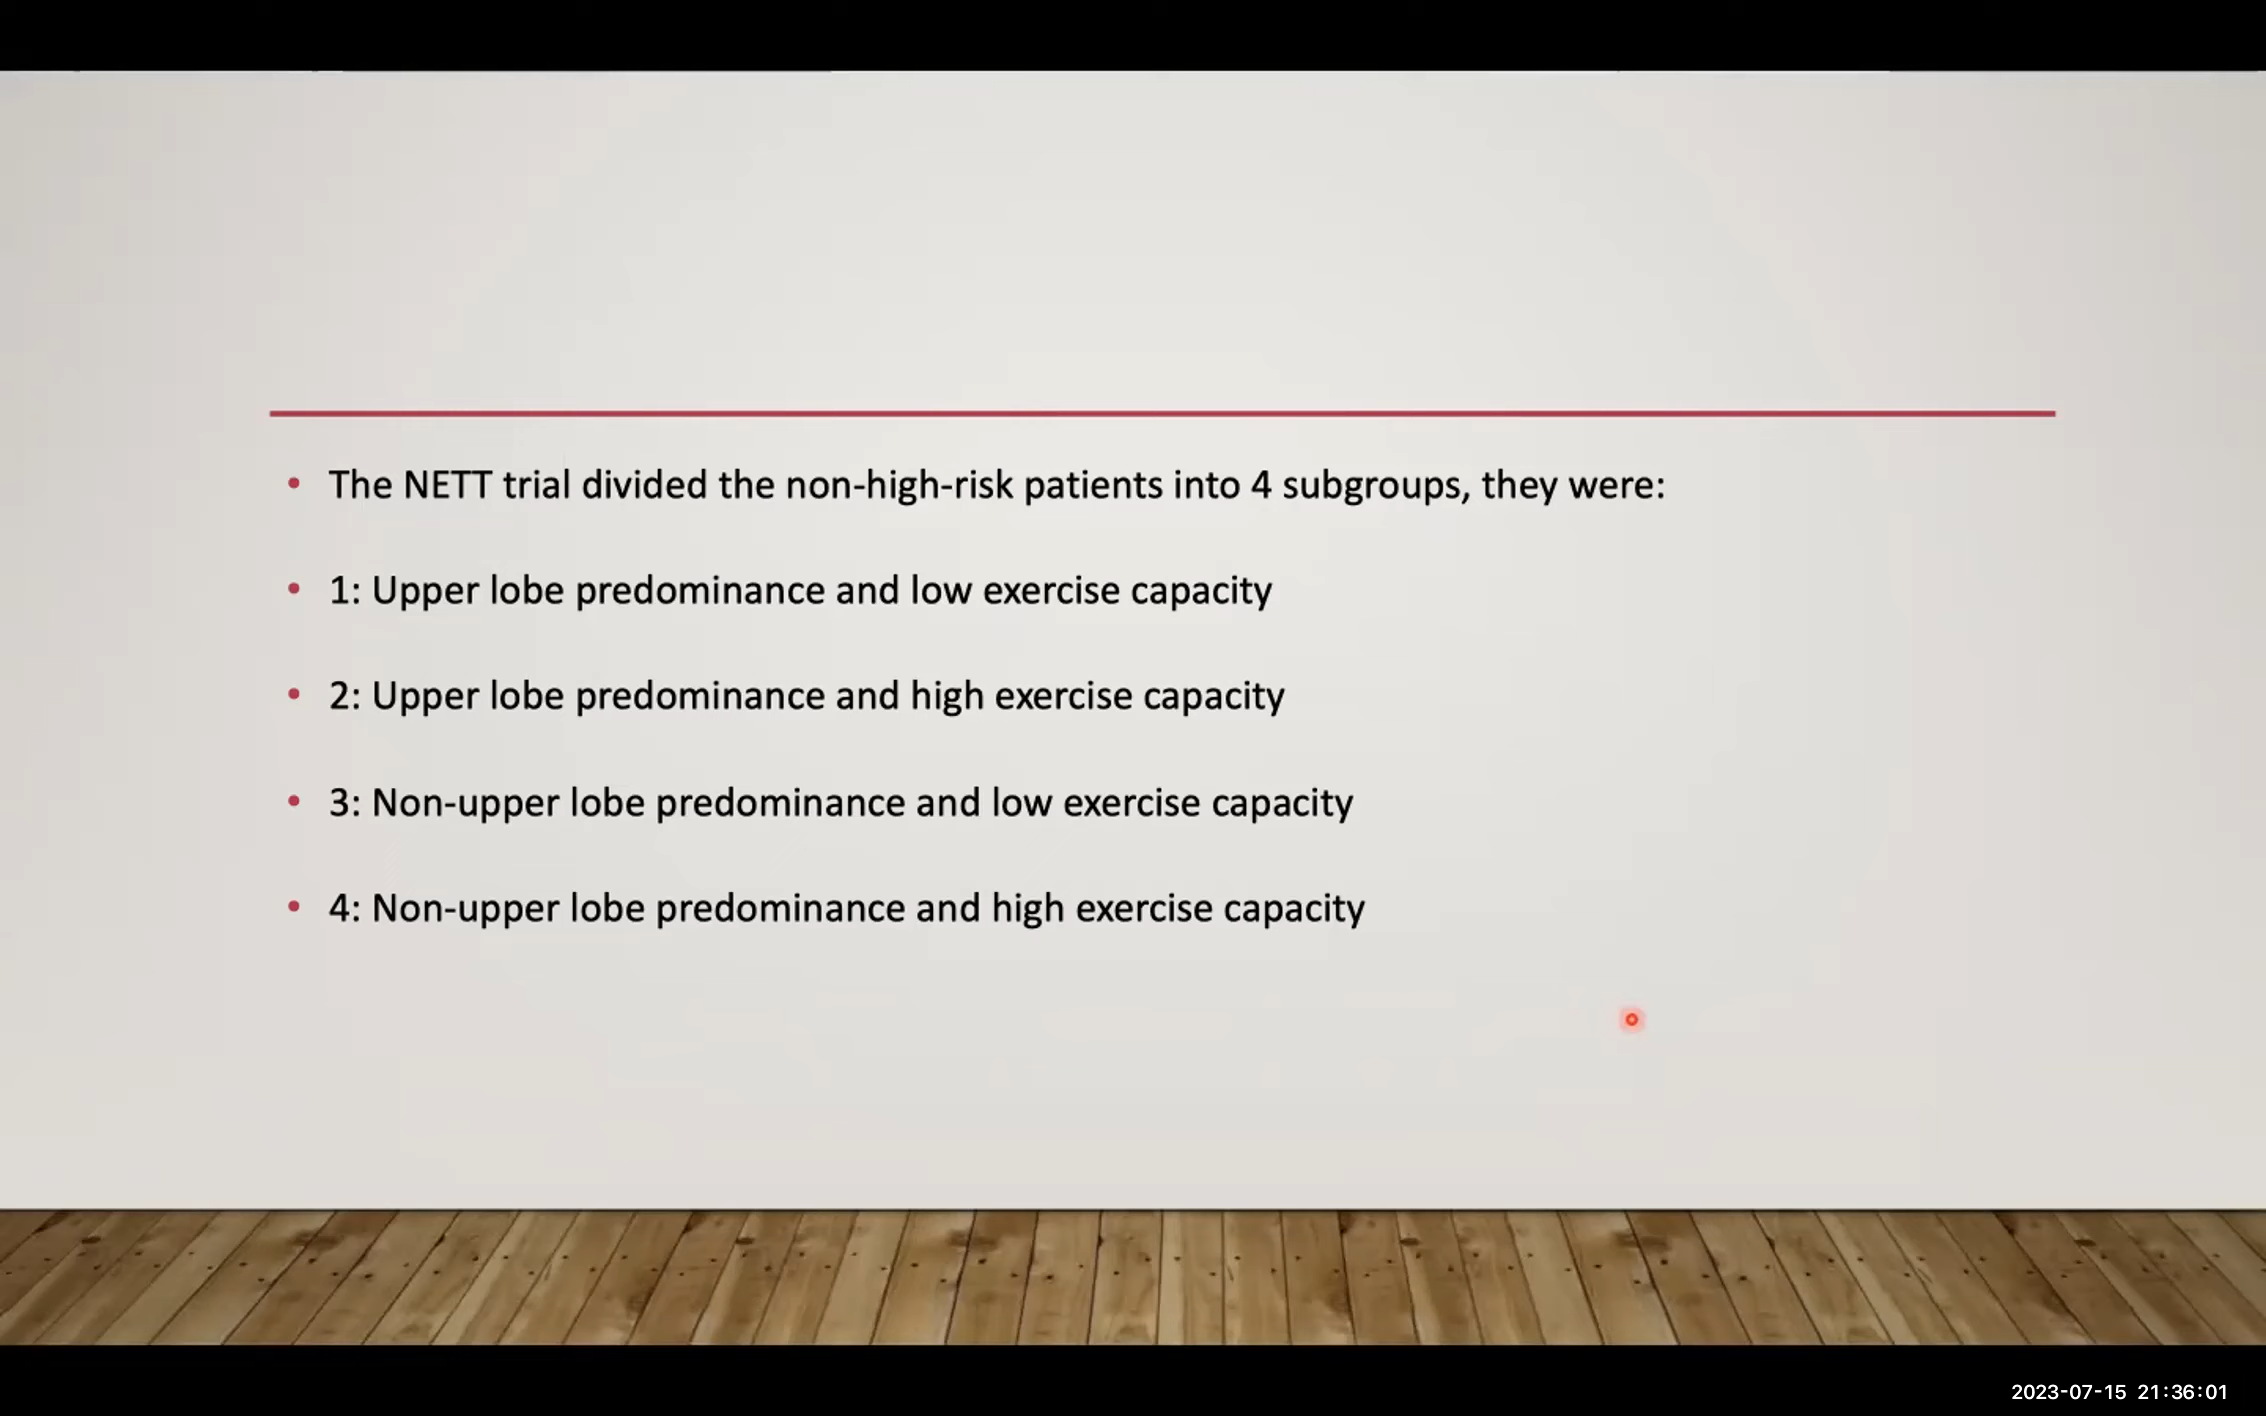 The NETT trial divided the non-high-risk patients into 4 subgroups, they were:
1: Upper lobe predominance and low exercise capacity
2: Upper lobe predominance and high exercise capacity
3: Non-upper lobe predominance and low exercise capacity
4: Non-upper lobe predominance and high exercise capacity
2023-07-15 21:36:01